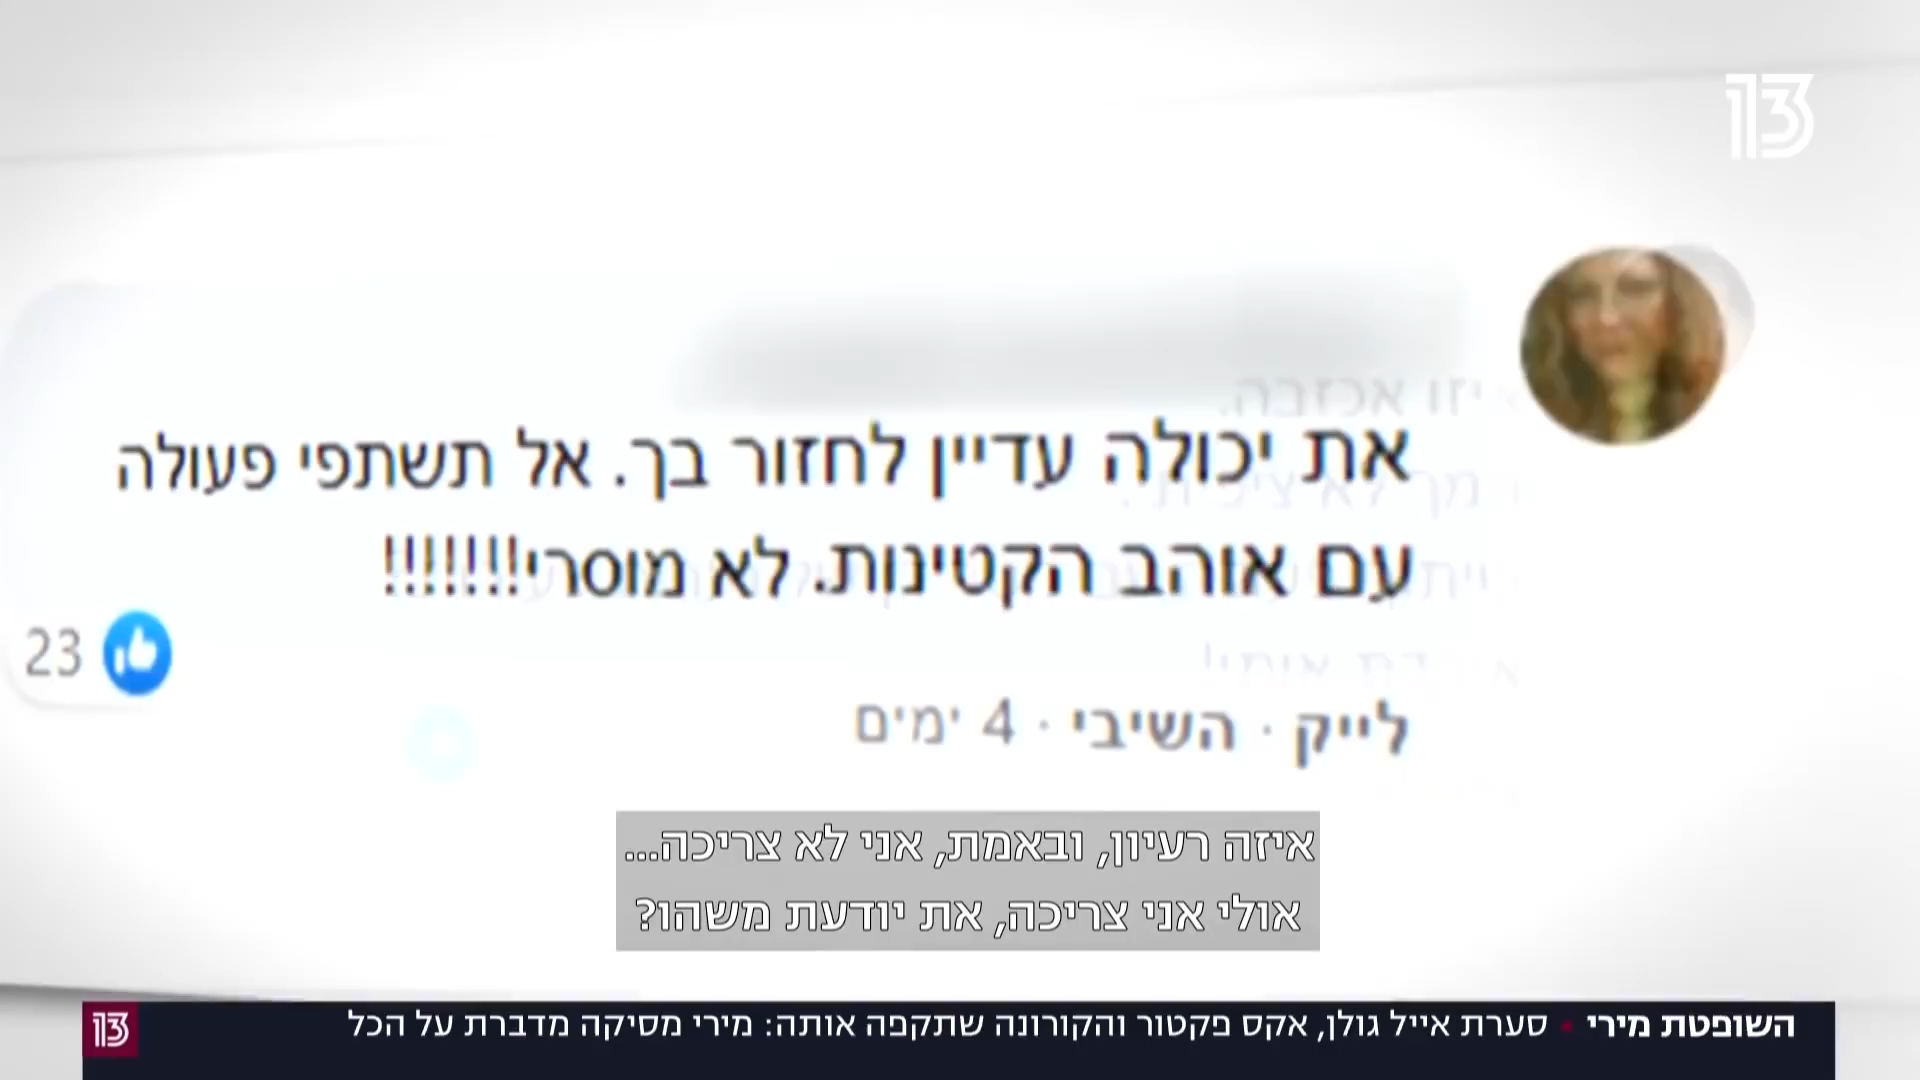 13
את יכולה עדיין לחזור בך. אל תשתפי פעולה
עם אוהב הקטינות. לא מוסרי!!!!!!!
23
לייק · השיבי · 4 ימים
איזה רעיון, ובאמת, אני לא צריכה...
אולי אני צריכה, את יודעת משהו?
השופטת מירי • סערת אייל גולן, אקס פקטור והקורונה שתקפה אותה: מירי מסיקה מדברת על הכל
13